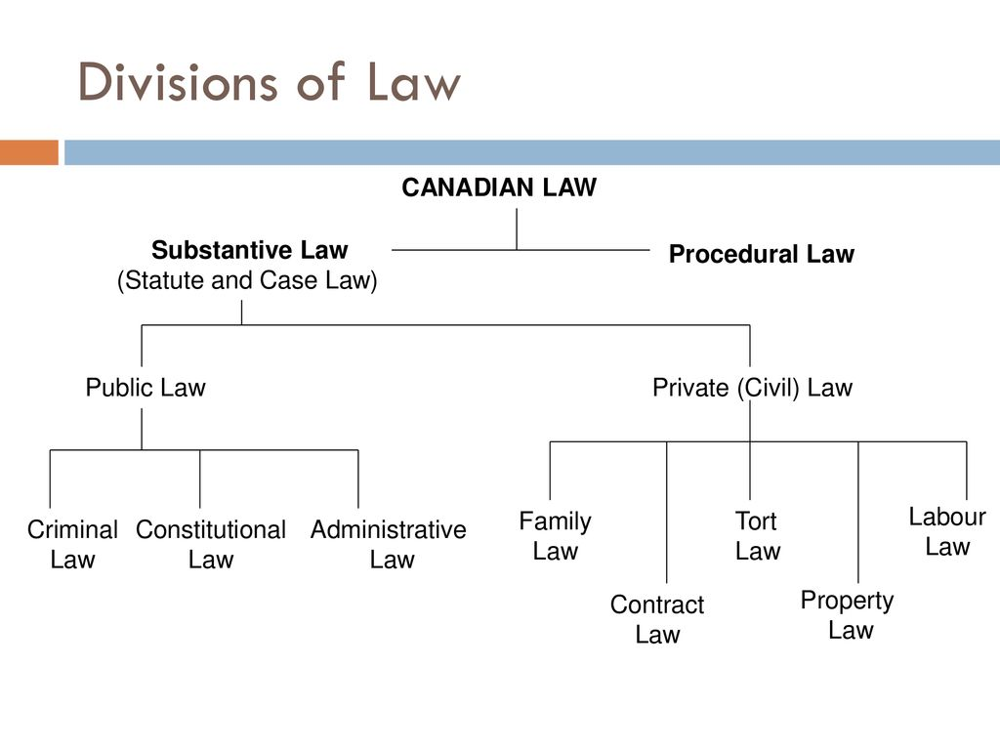 Divisions of Law
CANADIAN LAW
Substantive Law
(Statute and Case Law)
Procedural Law
Public Law
Private (Civil) Law
Criminal
Law
Constitutional
Law
Administrative
Law
Family
Law
Contract
Law
Tort
Law
Property
Law
Labour
Law